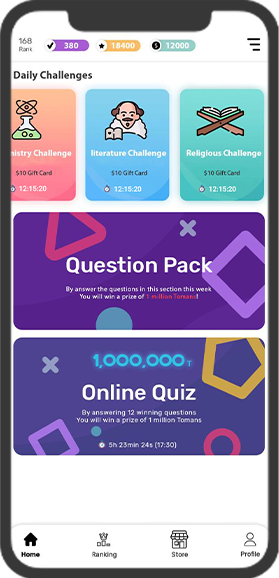 168
Rank
380
18400
12000
Daily Challenges
mistry Challenge
literature Challenge
Religious Challenge
$10 Gift Card
$10 Gift Card
$10 Gift Card
12:15:20
12:15:20
12:15:20
Question Pack
By answer the questions in this section this week
You will win a prize of 1 million Tomans!
1,000,000 T
Online Quiz
By answering 12 winning questions
You will win a prize of 1 million Tomans
5h 23min 24s (17:30)
Home
Ranking
Store
Profile